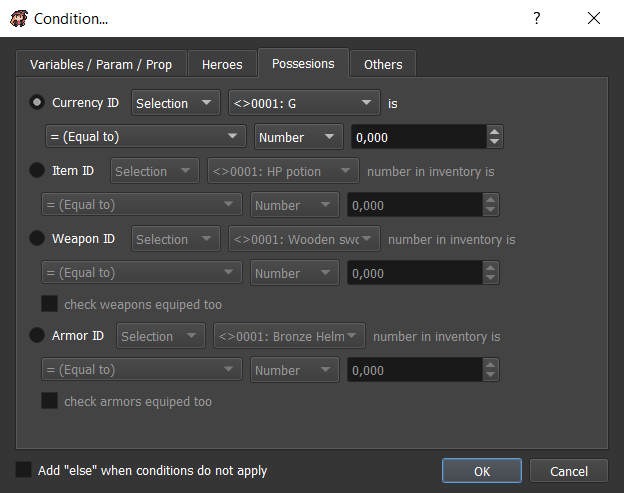 Condition...
?
Variables / Param / Prop Heroes Possesions Others
Currency ID Selection <>0001: G is
= (Equal to) Number 0,000
Item ID Selection <>0001: HP potion number in inventory is
= (Equal to) Number 0,000
Weapon ID Selection <>0001: Wooden swo number in inventory is
= (Equal to) Number 0,000
check weapons equiped too
Armor ID Selection <>0001: Bronze Helm number in inventory is
= (Equal to) Number 0,000
check armors equiped too
Add "else" when conditions do not apply OK Cancel